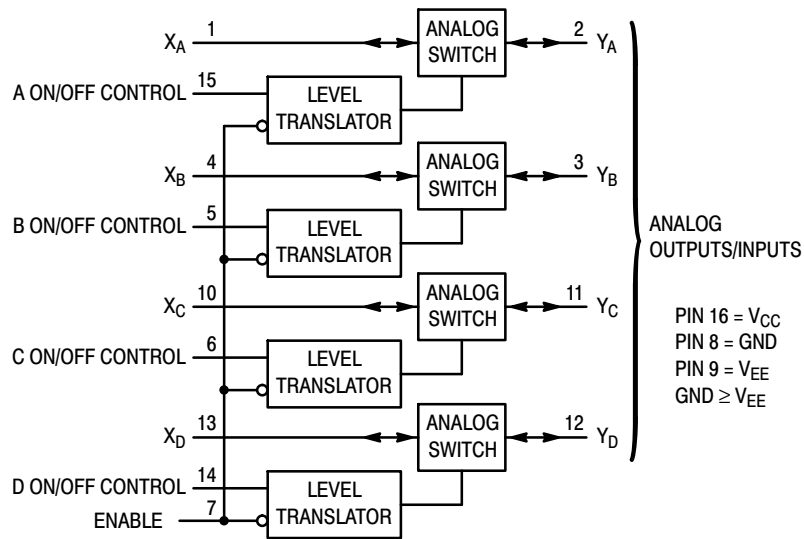 1
X_A
ANALOG
SWITCH
2
Y_A
15
A ON/OFF CONTROL
LEVEL
TRANSLATOR
4
X_B
ANALOG
SWITCH
3
Y_B
5
B ON/OFF CONTROL
LEVEL
TRANSLATOR
ANALOG
OUTPUTS/INPUTS
10
X_C
ANALOG
SWITCH
11
Y_C
6
C ON/OFF CONTROL
LEVEL
TRANSLATOR
PIN 16 = V_CC
PIN 8 = GND
PIN 9 = V_EE
GND ≥ V_EE
13
X_D
ANALOG
SWITCH
12
Y_D
14
D ON/OFF CONTROL
LEVEL
TRANSLATOR
7
ENABLE